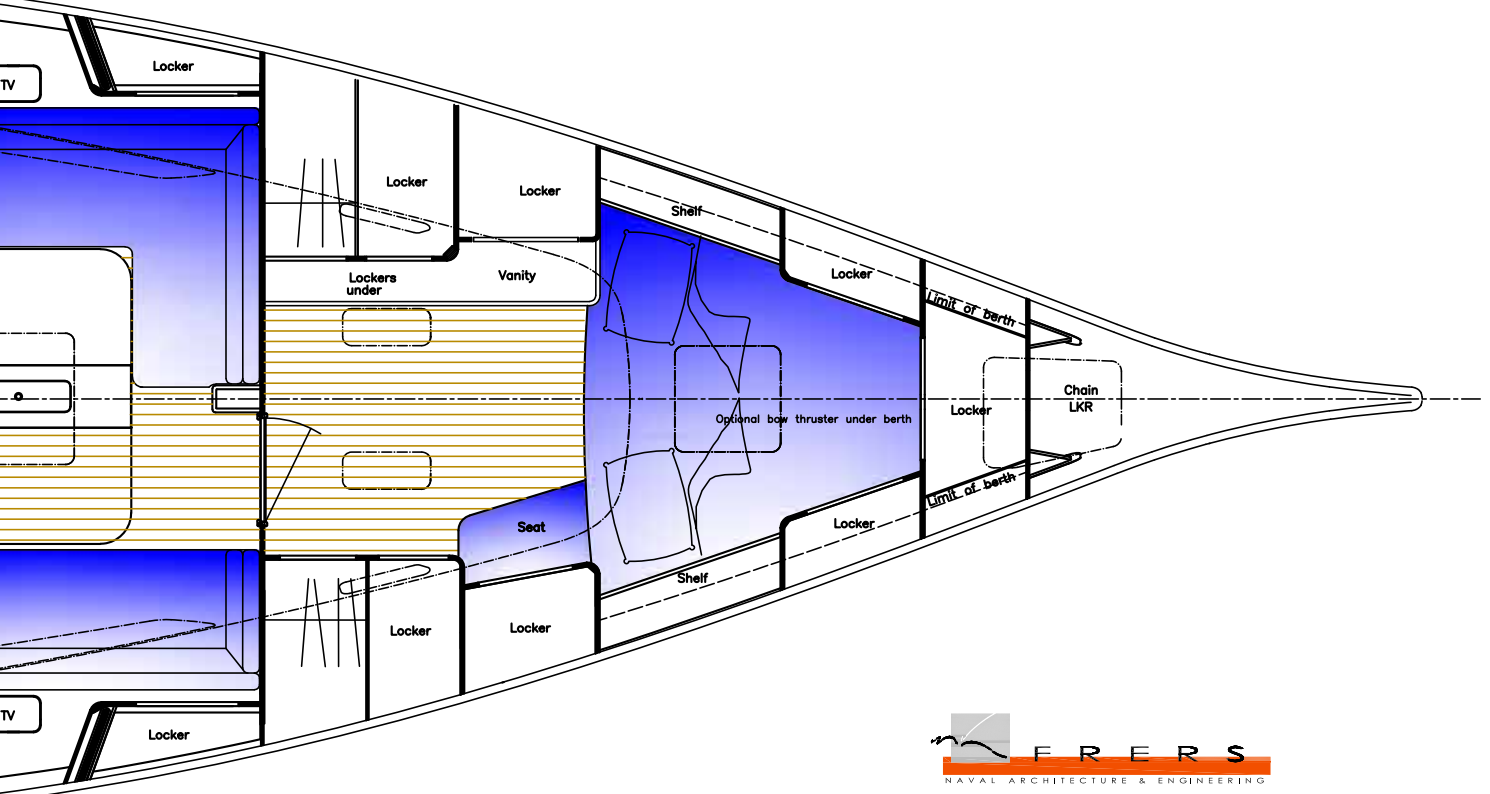 Locker
TV
Locker
Locker
Shelf
Lockers
under
Vanity
Locker
Limit of berth
Chain
LKR
Locker
Optional bow thruster under berth
Limit of berth
Seat
Locker
Shelf
Locker
Locker
TV
Locker
FRERS
NAVAL ARCHITECTURE & ENGINEERING